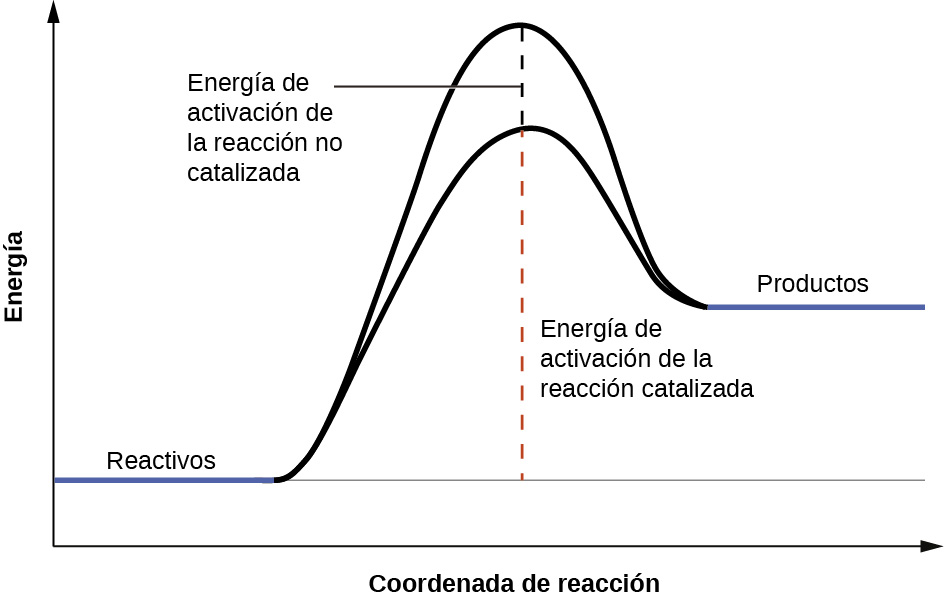 Energía de
activación de
la reacción no
catalizada
Energía
Productos
Energía de
activación de la
reacción catalizada
Reactivos
Coordenada de reacción